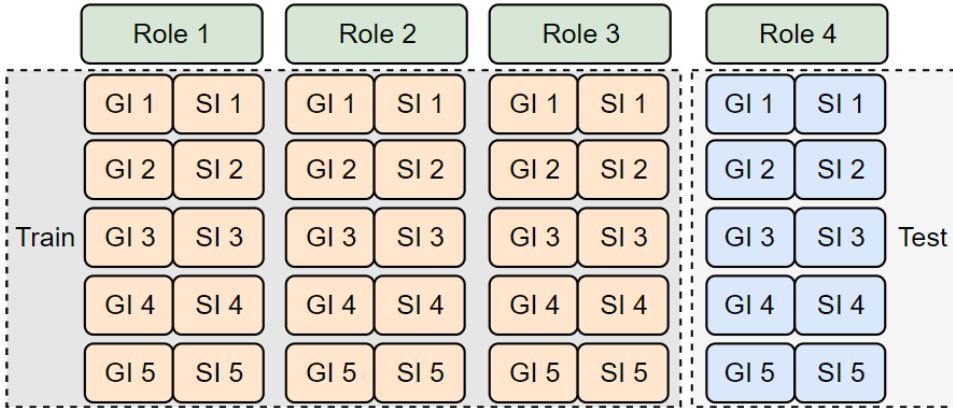 Role 1 Role 2 Role 3 Role 4
GI 1 SI 1 GI 1 SI 1 GI 1 SI 1 GI 1 SI 1
GI 2 SI 2 GI 2 SI 2 GI 2 SI 2 GI 2 SI 2
Train GI 3 SI 3 GI 3 SI 3 GI 3 SI 3 GI 3 SI 3 Test
GI 4 SI 4 GI 4 SI 4 GI 4 SI 4 GI 4 SI 4
GI 5 SI 5 GI 5 SI 5 GI 5 SI 5 GI 5 SI 5